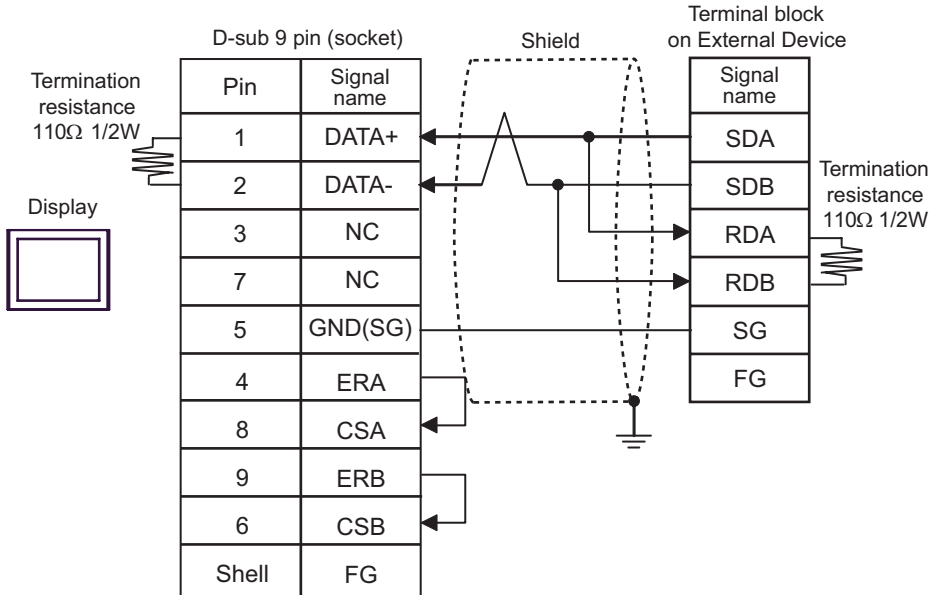 D-sub 9 pin (socket)
Shield
Terminal block
on External Device
Termination
resistance
110Ω 1/2W
Display
Pin
Signal
name
1
DATA+
2
DATA-
3
NC
7
NC
5
GND(SG)
4
ERA
8
CSA
9
ERB
6
CSB
Shell
FG
Signal
name
SDA
SDB
RDA
RDB
SG
FG
Termination
resistance
110Ω 1/2W